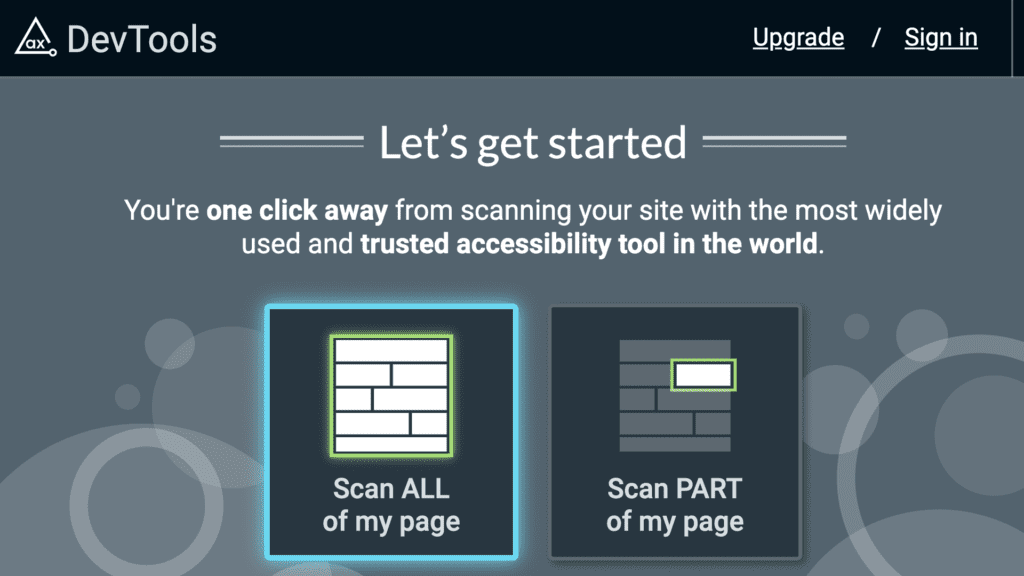 ax DevTools
Upgrade / Sign in
Let’s get started
You're one click away from scanning your site with the most widely
used and trusted accessibility tool in the world.
Scan ALL
of my page
Scan PART
of my page